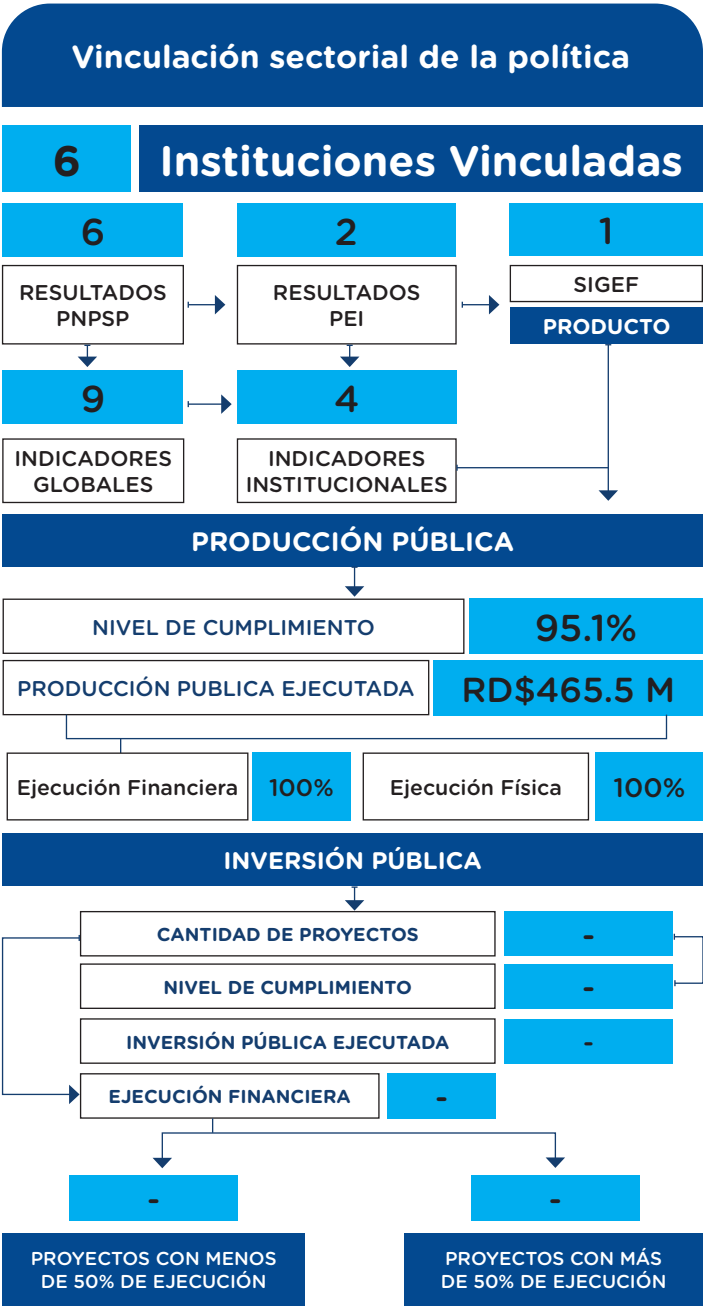 Vinculación sectorial de la política
6 Instituciones Vinculadas
6
2
1
RESULTADOS
PNPSP
RESULTADOS
PEI
SIGEF
PRODUCTO
9
4
INDICADORES
GLOBALES
INDICADORES
INSTITUCIONALES
PRODUCCIÓN PÚBLICA
NIVEL DE CUMPLIMIENTO 95.1%
PRODUCCIÓN PUBLICA EJECUTADA RD$465.5 M
Ejecución Financiera 100% Ejecución Física 100%
INVERSIÓN PÚBLICA
CANTIDAD DE PROYECTOS -
NIVEL DE CUMPLIMIENTO -
INVERSIÓN PÚBLICA EJECUTADA -
EJECUCIÓN FINANCIERA -
-
-
PROYECTOS CON MENOS
DE 50% DE EJECUCIÓN
PROYECTOS CON MÁS
DE 50% DE EJECUCIÓN